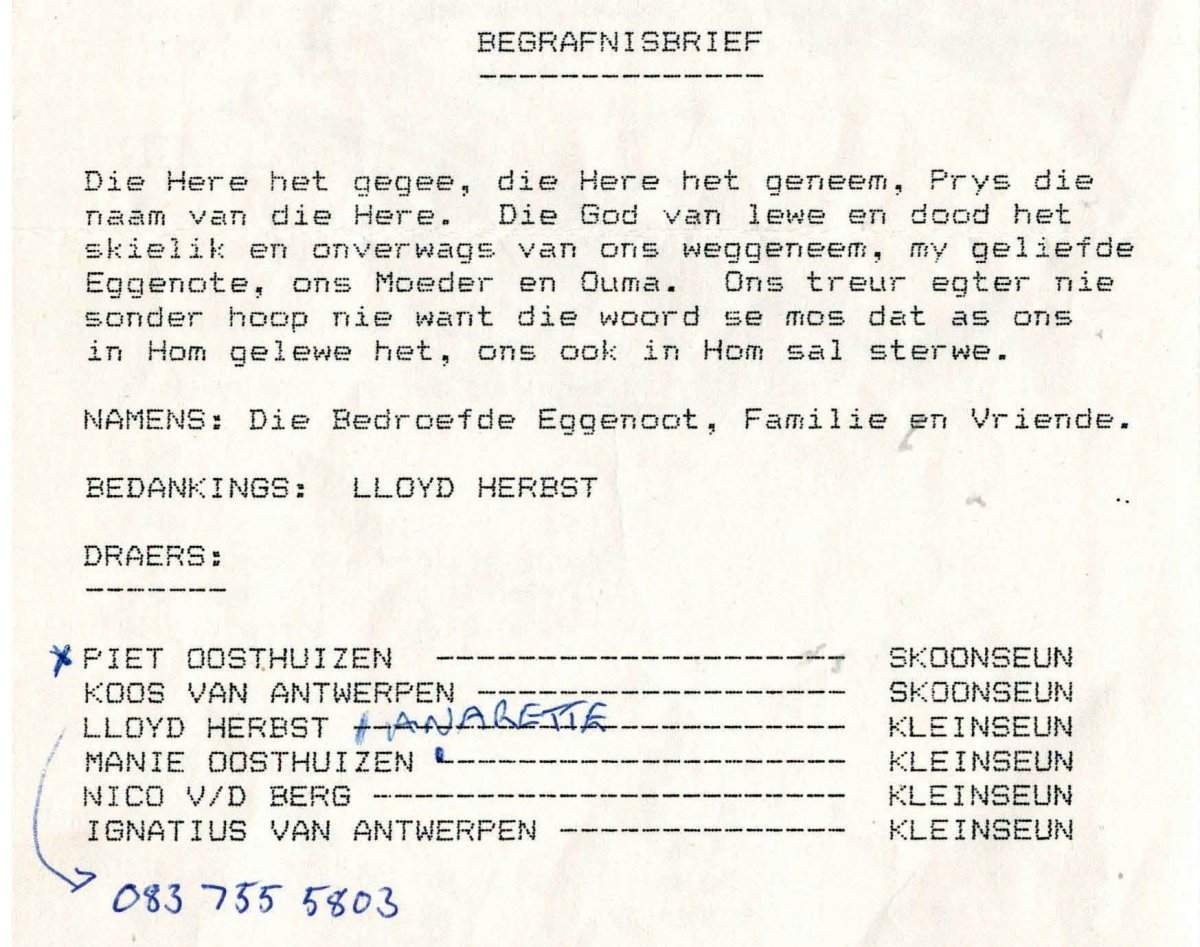 BEGRAFNISBRIEF
--------------
Die Here het gegee, die Here het geneem, Prys die
naam van die Here. Die God van lewe en dood het
skielik en onverwags van ons weggeneem, my geliefde
Eggenote, ons Moeder en Ouma. Ons treur egter nie
sonder hoop nie want die woord se mos dat as ons
in Hom gelewe het, ons ook in Hom sal sterwe.
NAMENS: Die Bedroefde Eggenoot, Familie en Vriende.
BEDANKINGS: LLOYD HERBST
DRAERS:
-------
PIET OOSTHUIZEN -------------------- SKOONSEUN
KOOS VAN ANTWERPEN ------------------ SKOONSEUN
LLOYD HERBST ANARETTE ------------ KLEINSEUN
MANIE OOSTHUIZEN -------------------- KLEINSEUN
NICO V/D BERG ----------------------- KLEINSEUN
IGNATIUS VAN ANTWERPEN -------------- KLEINSEUN
083 755 5803